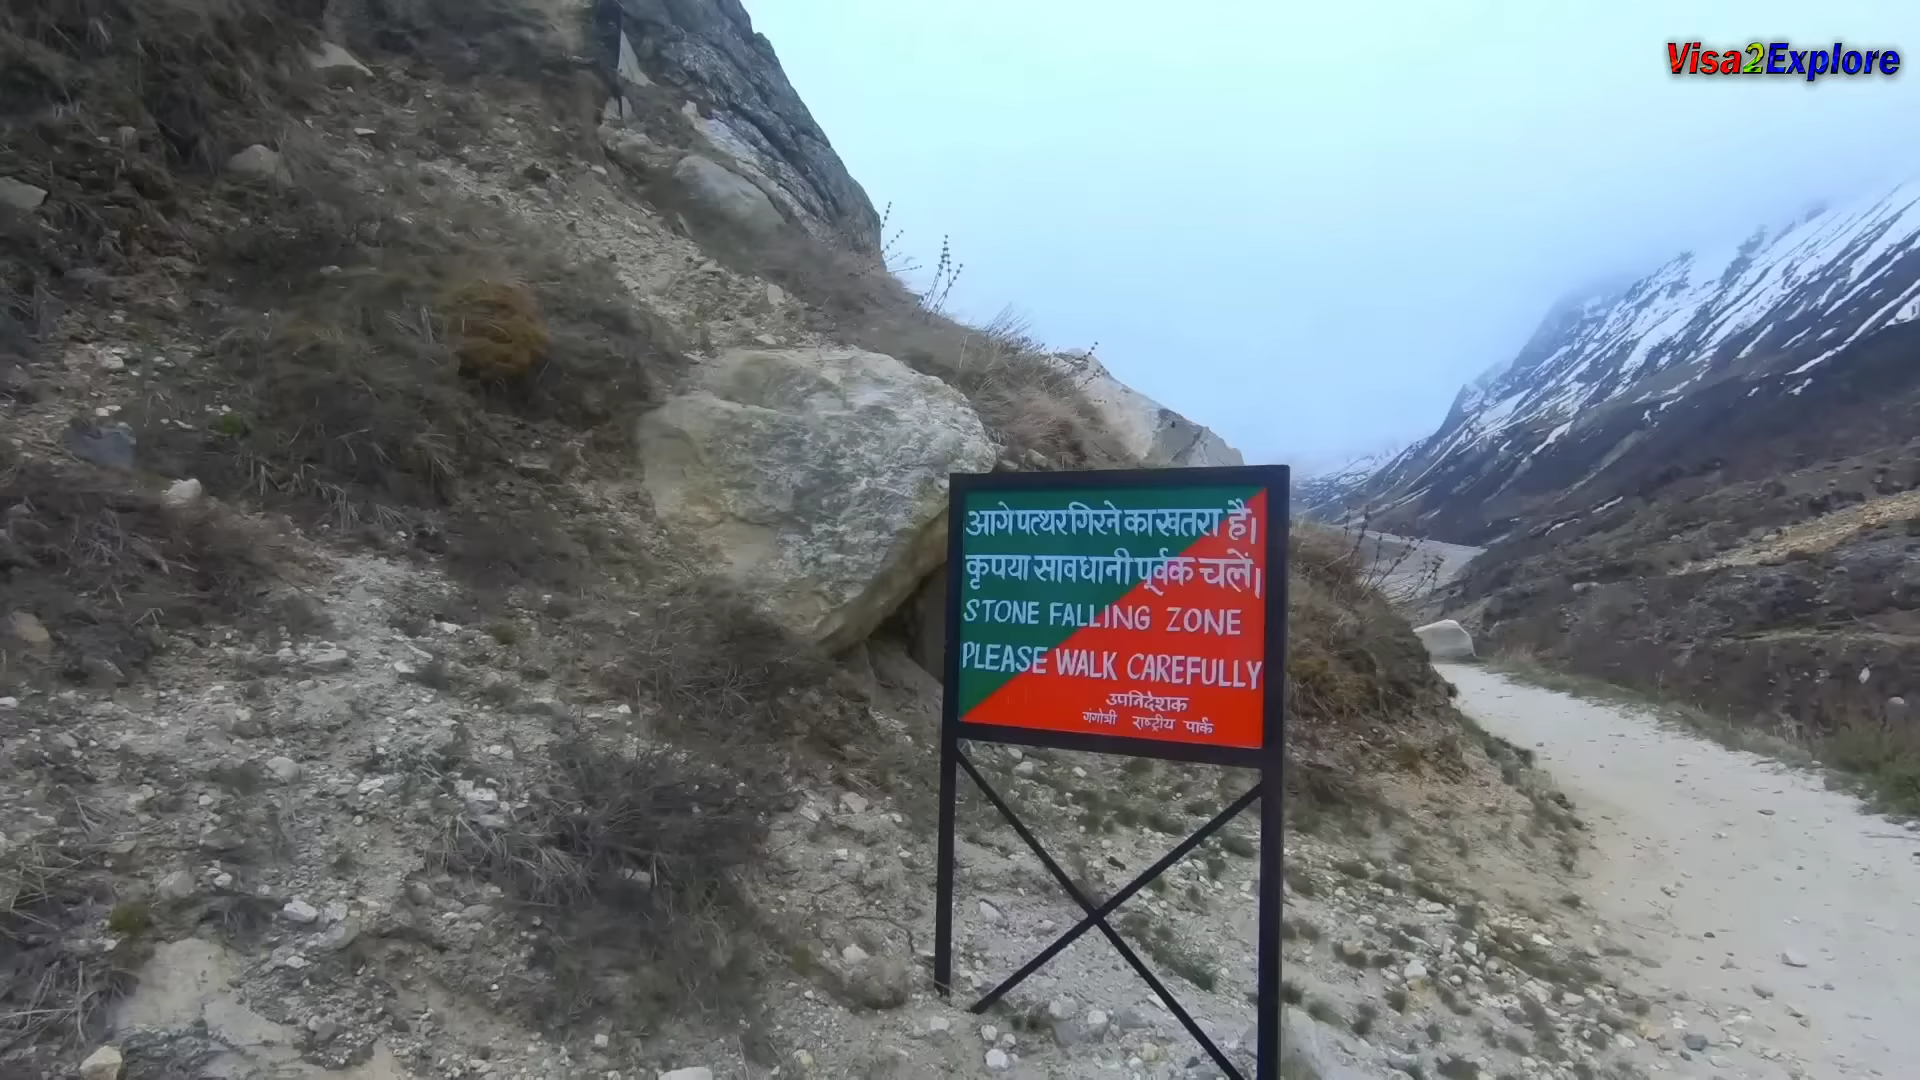 Visa2Explore
आगे पत्थर गिरने का खतरा है।
कृपया सावधानी पूर्वक चलें।
STONE FALLING ZONE
PLEASE WALK CAREFULLY
उपनिदेशक
गंगोत्री राष्ट्रीय पार्क